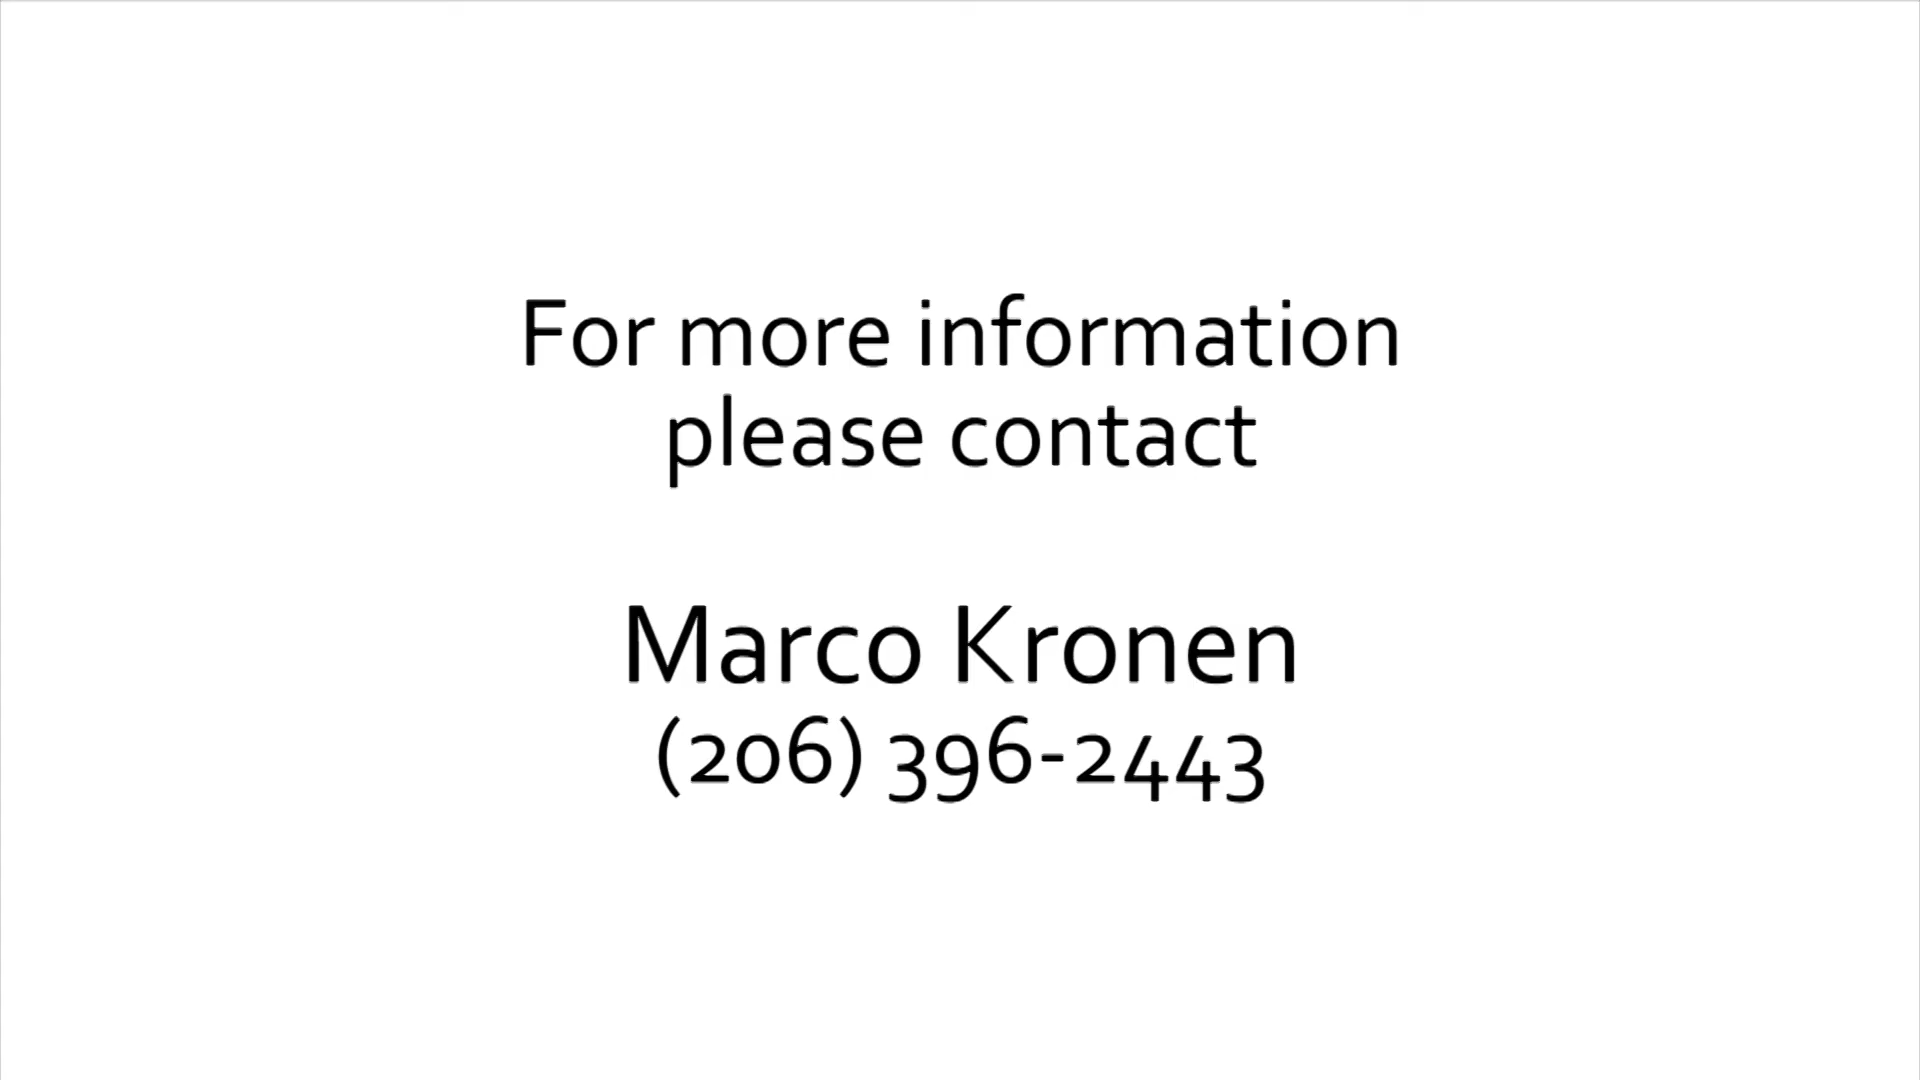 For more information
please contact
Marco Kronen
(206) 396-2443